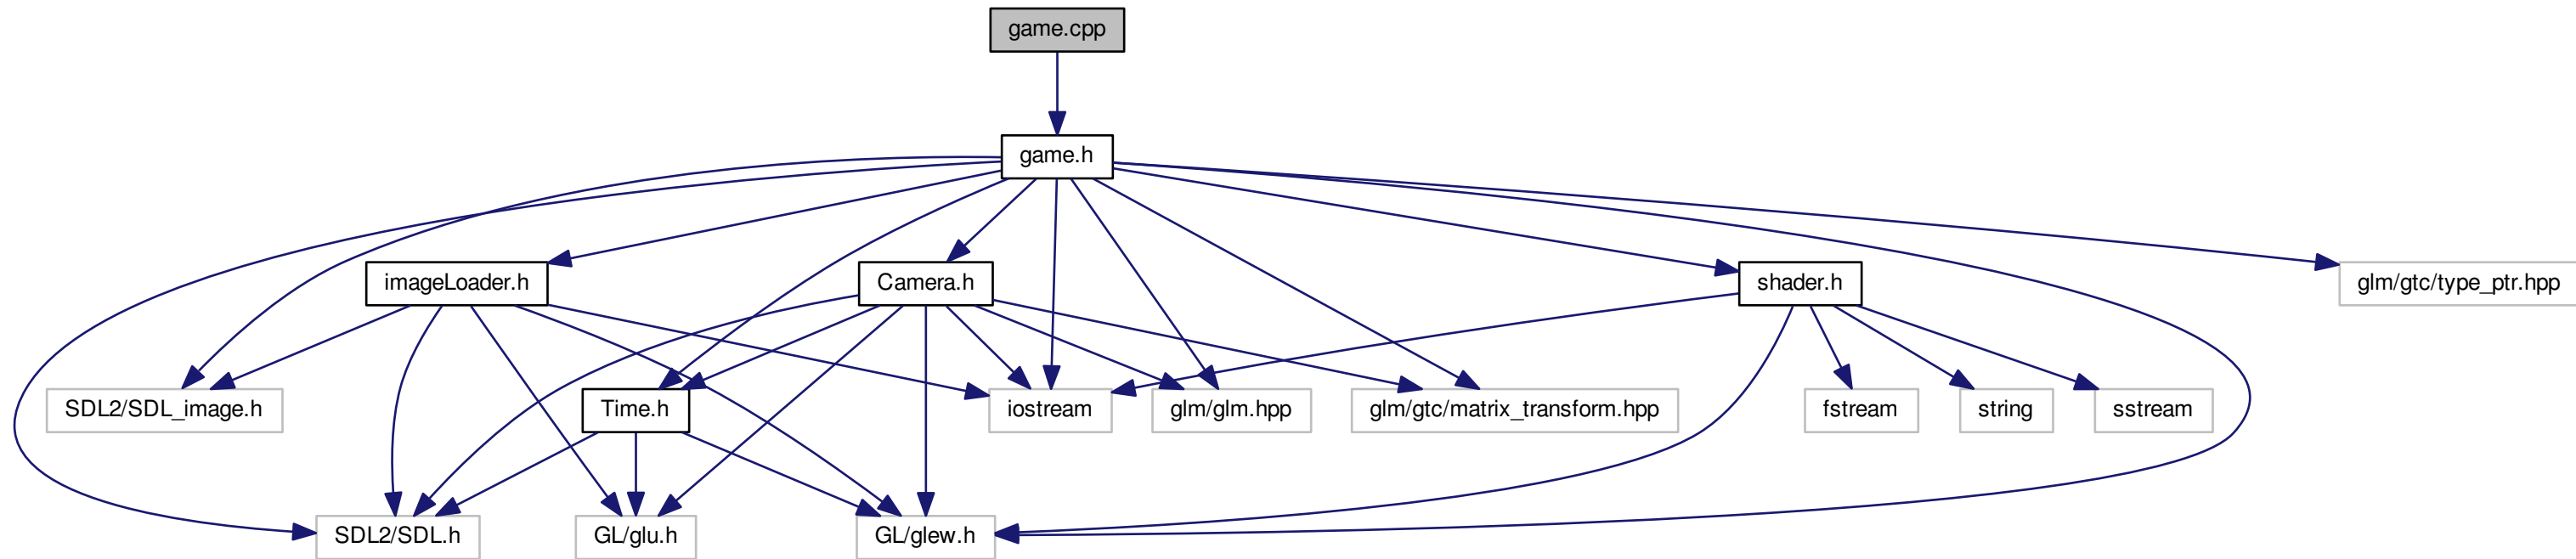 game.cpp
game.h
imageLoader.h
Camera.h
shader.h
glm/gtc/type_ptr.hpp
SDL2/SDL_image.h
Time.h
iostream
glm/glm.hpp
glm/gtc/matrix_transform.hpp
fstream
string
sstream
SDL2/SDL.h
GL/glu.h
GL/glew.h